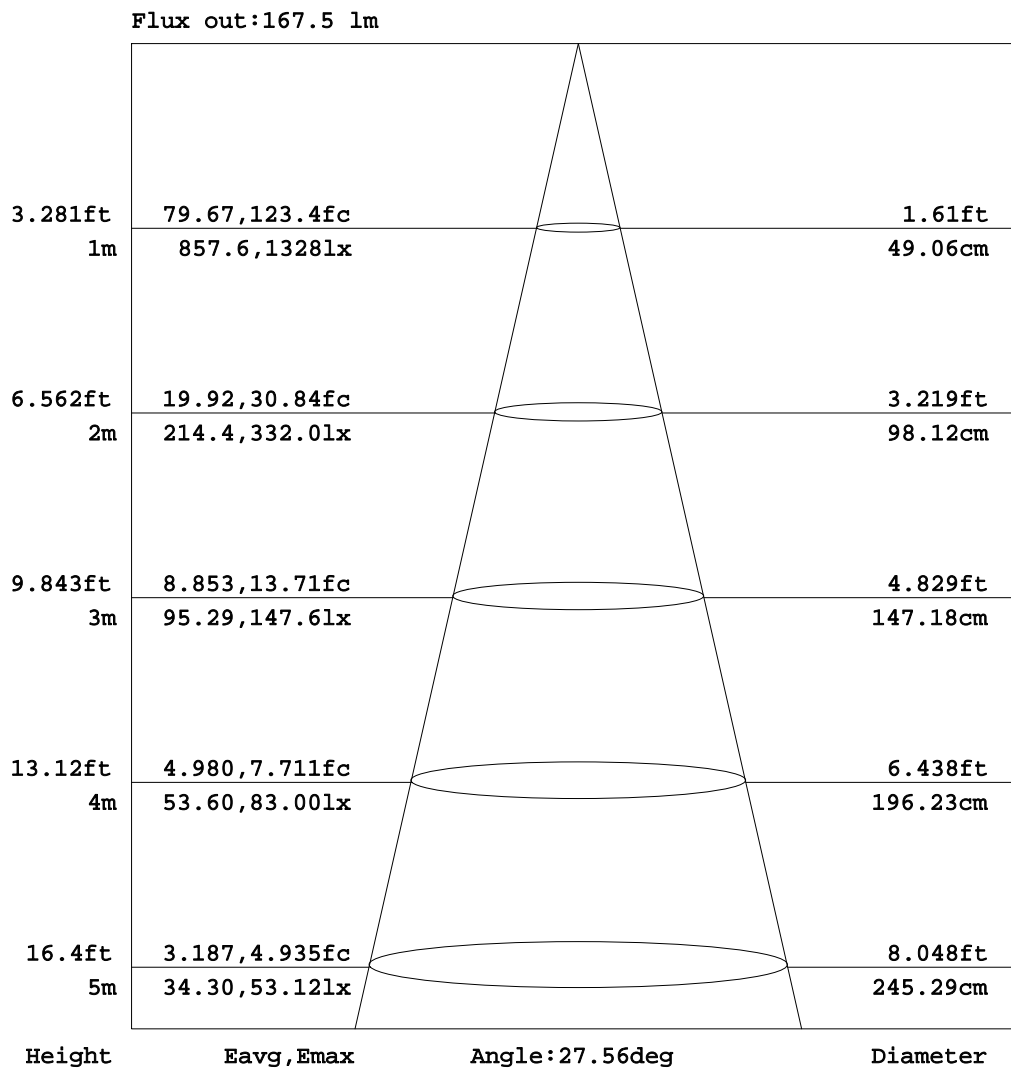 Flux out:167.5 lm
3.281ft 79.67,123.4fc 1.61ft
1m 857.6,1328lx 49.06cm
6.562ft 19.92,30.84fc 3.219ft
2m 214.4,332.0lx 98.12cm
9.843ft 8.853,13.71fc 4.829ft
3m 95.29,147.6lx 147.18cm
13.12ft 4.980,7.711fc 6.438ft
4m 53.60,83.00lx 196.23cm
16.4ft 3.187,4.935fc 8.048ft
5m 34.30,53.12lx 245.29cm
Height Eavg,Emax Angle:27.56deg Diameter